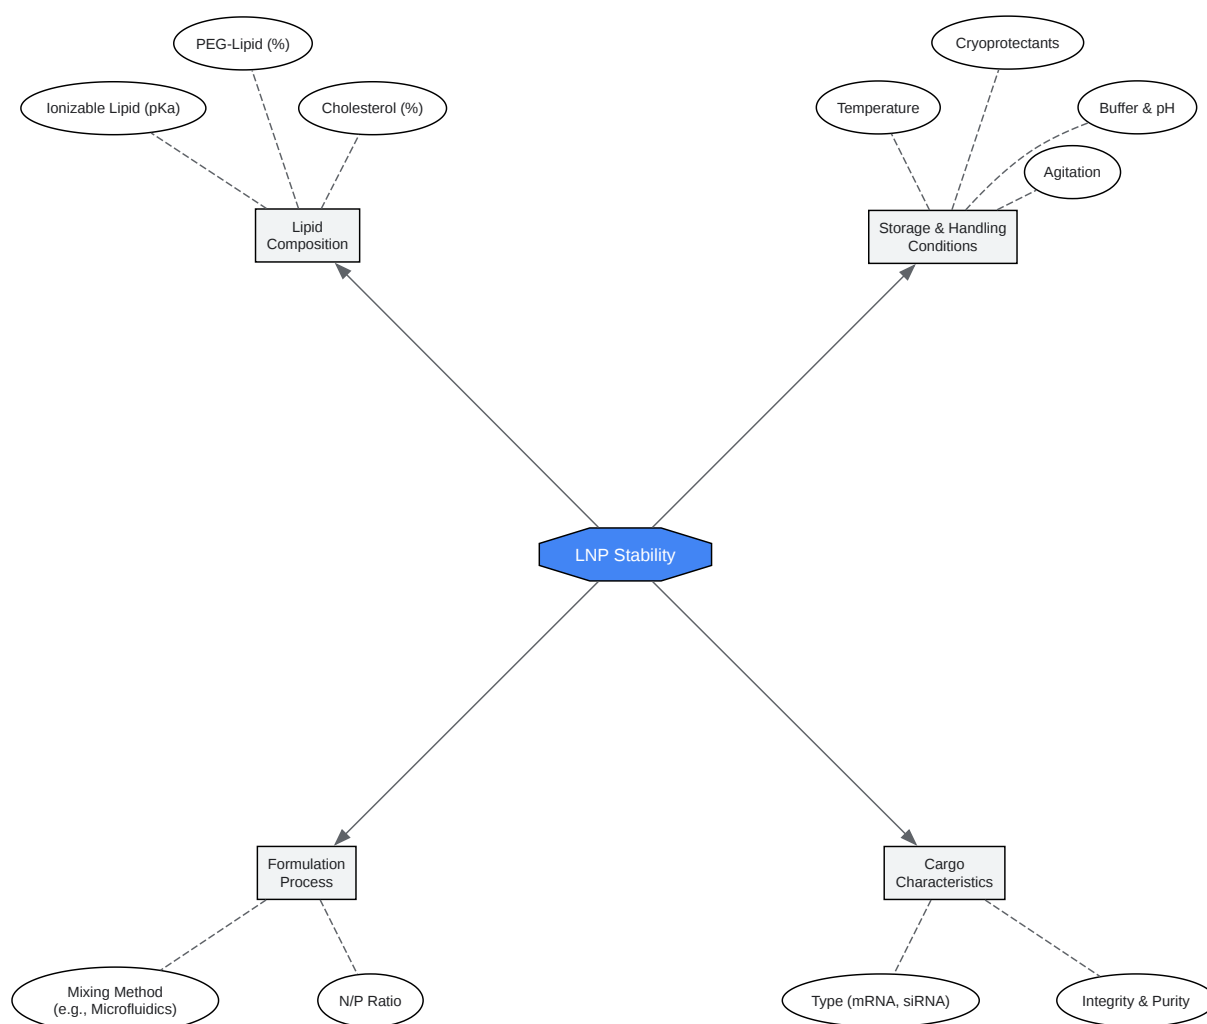 PEG-Lipid (%)
Ionizable Lipid (pKa)
Cholesterol (%)
Lipid
Composition
Cryoprotectants
Temperature
Buffer & pH
Agitation
Storage & Handling
Conditions
LNP Stability
Formulation
Process
Mixing Method
(e.g., Microfluidics)
N/P Ratio
Cargo
Characteristics
Type (mRNA, siRNA)
Integrity & Purity